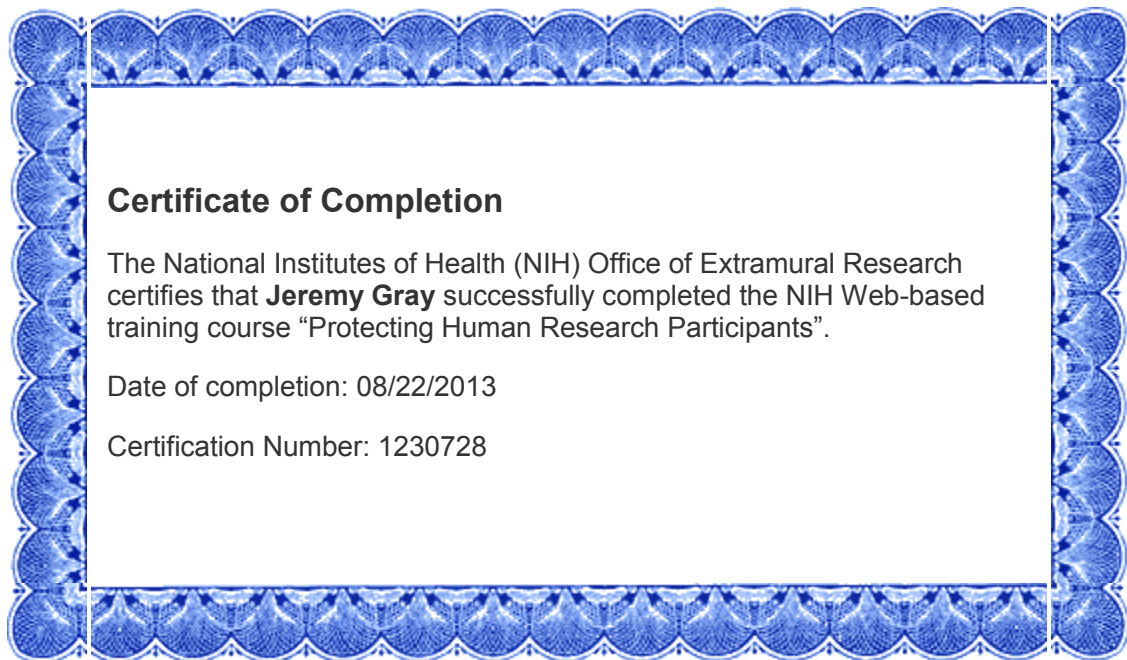 Certificate of Completion
The National Institutes of Health (NIH) Office of Extramural Research
certifies that Jeremy Gray successfully completed the NIH Web-based
training course “Protecting Human Research Participants”.
Date of completion: 08/22/2013
Certification Number: 1230728